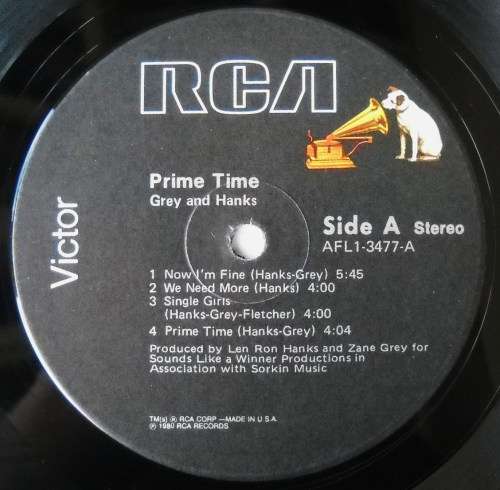 RCA
Victor
Prime Time
Grey and Hanks
Side A Stereo
AFL1-3477-A
1 Now I'm Fine (Hanks-Grey) 5:45
2 We Need More (Hanks) 4:00
3 Single Girls
(Hanks-Grey-Fletcher) 4:00
4 Prime Time (Hanks-Grey) 4:04
Produced by Len Ron Hanks and Zane Grey for
Sounds Like a Winner Productions in
Association with Sorkin Music
TM(s) ® RCA CORP —MADE IN U.S.A.
℗ 1980 RCA RECORDS